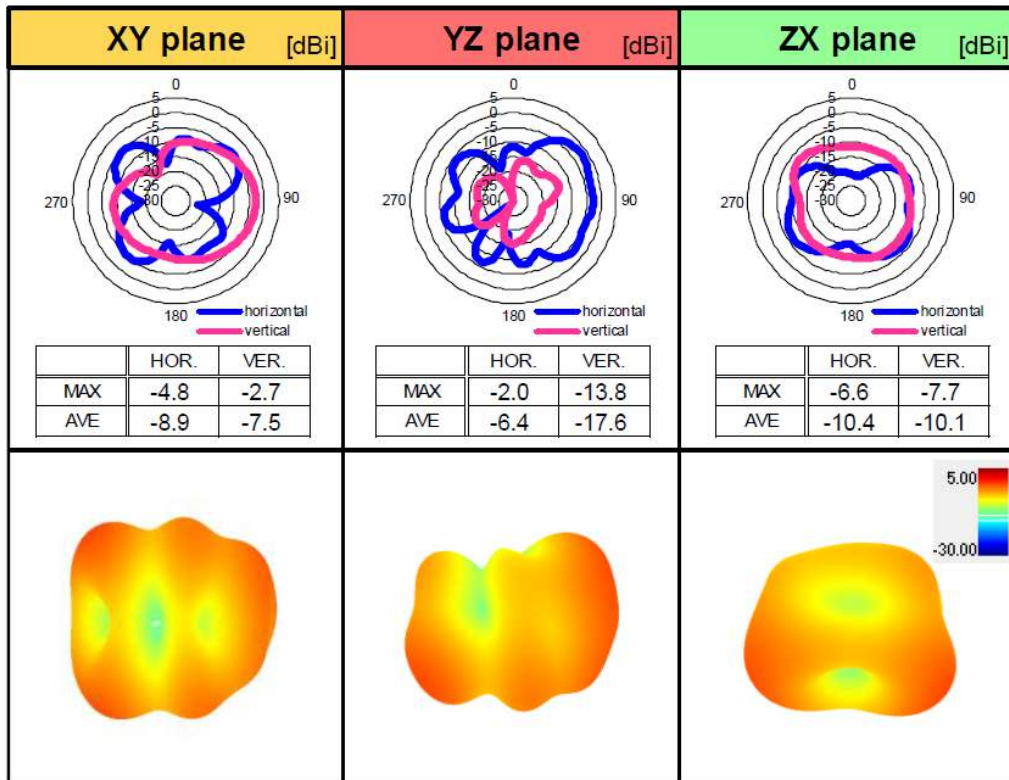 XY plane [dBi]
YZ plane [dBi]
ZX plane [dBi]
0
5
0
-5
-10
-15
-20
-25
-30
270
90
180
horizontal
vertical
0
5
0
-5
-10
-15
-20
-25
-30
270
90
180
horizontal
vertical
0
5
0
-5
-10
-15
-20
-25
-30
270
90
180
horizontal
vertical
HOR. VER.
MAX -4.8 -2.7
AVE -8.9 -7.5
HOR. VER.
MAX -2.0 -13.8
AVE -6.4 -17.6
HOR. VER.
MAX -6.6 -7.7
AVE -10.4 -10.1
5.00
-30.00